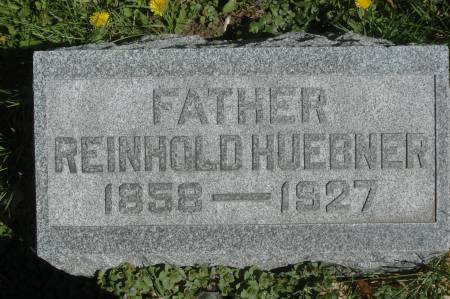 FATHER
REINHOLD HUEBNER
1858 — 1927